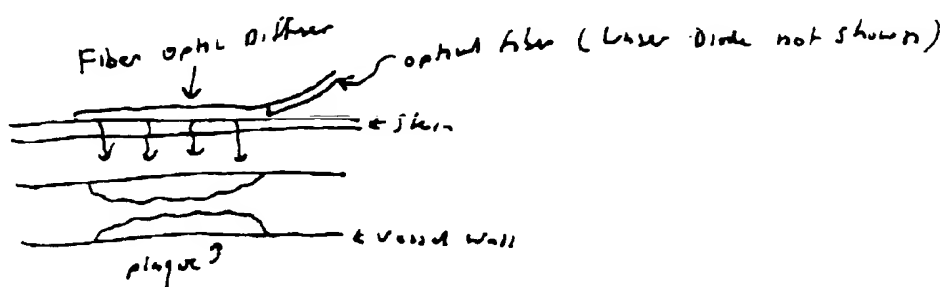 Fiber Optic Diffuser
optical fiber (Laser Diode not shown)
skin
vessel wall
plaque